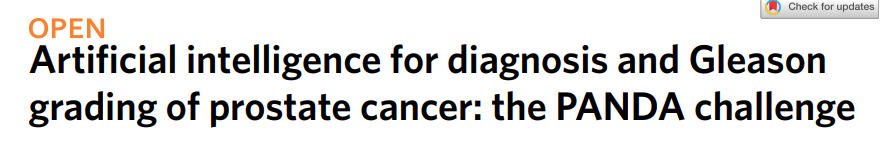 Check for updates
OPEN
Artificial intelligence for diagnosis and Gleason
grading of prostate cancer: the PANDA challenge